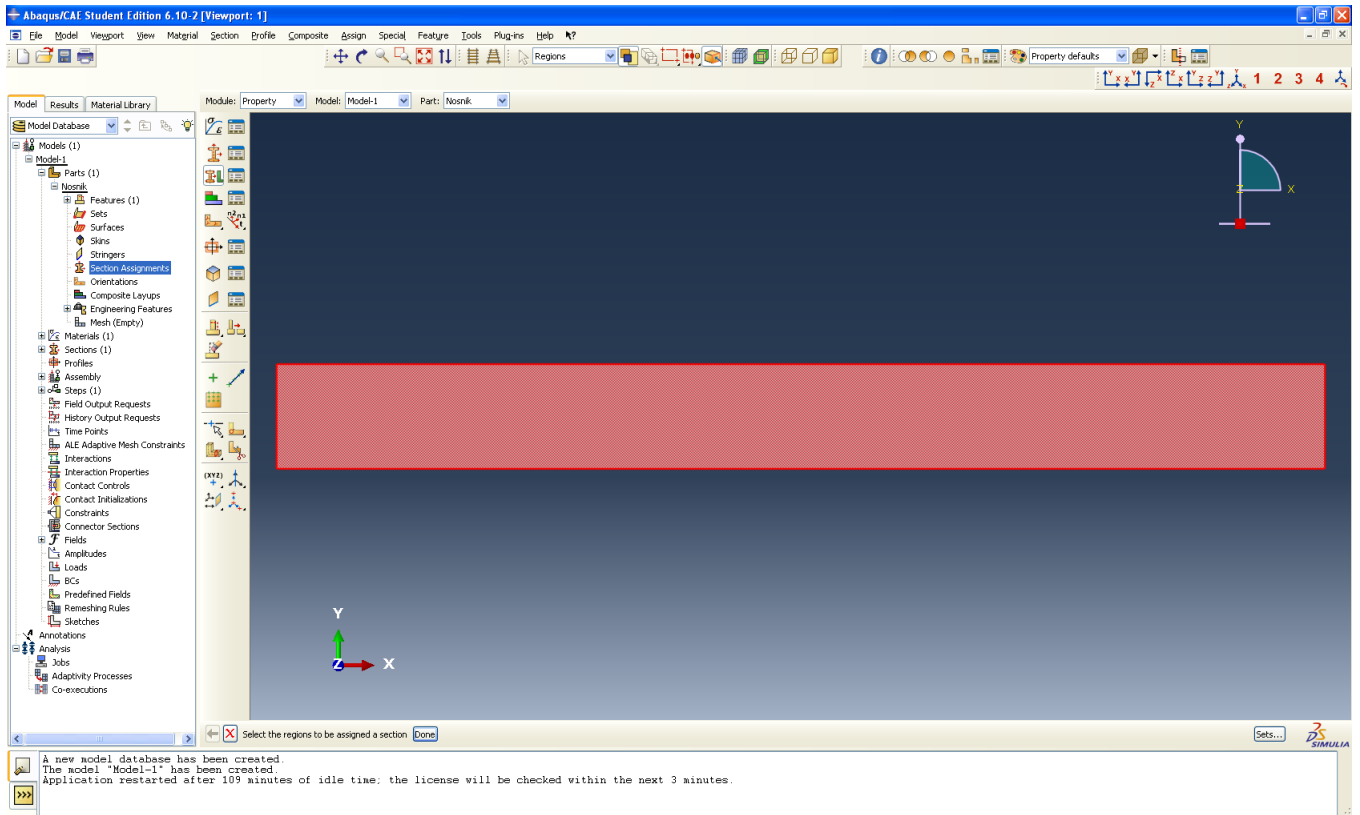 Abaqus/CAE Student Edition 6.10-2 [Viewport: 1]
File Model Viewport View Material Section Profile Composite Assign Special Feature Tools Plug-ins Help
Regions
Property defaults
1 2 3 4
Model Results Material Library
Module: Property Model: Model-1 Part: Nosnik
Model Database
Models (1)
Model-1
Parts (1)
Nosnik
Features (1)
Sets
Surfaces
Skins
Stringers
Section Assignments
Orientations
Composite Layups
Engineering Features
Mesh (Empty)
Materials (1)
Sections (1)
Profiles
Assembly
Steps (1)
Field Output Requests
History Output Requests
Time Points
ALE Adaptive Mesh Constraints
Interactions
Interaction Properties
Contact Controls
Contact Initializations
Constraints
Connector Sections
Fields
Amplitudes
Loads
BCs
Predefined Fields
Remeshing Rules
Sketches
Annotations
Analysis
Jobs
Adaptivity Processes
Co-executions
(XYZ)
Y
Z X
Y
Z X
Select the regions to be assigned a section Done
Sets...
SIMULIA
A new model database has been created.
The model "Model-1" has been created.
Application restarted after 109 minutes of idle time; the license will be checked within the next 3 minutes.
>>>